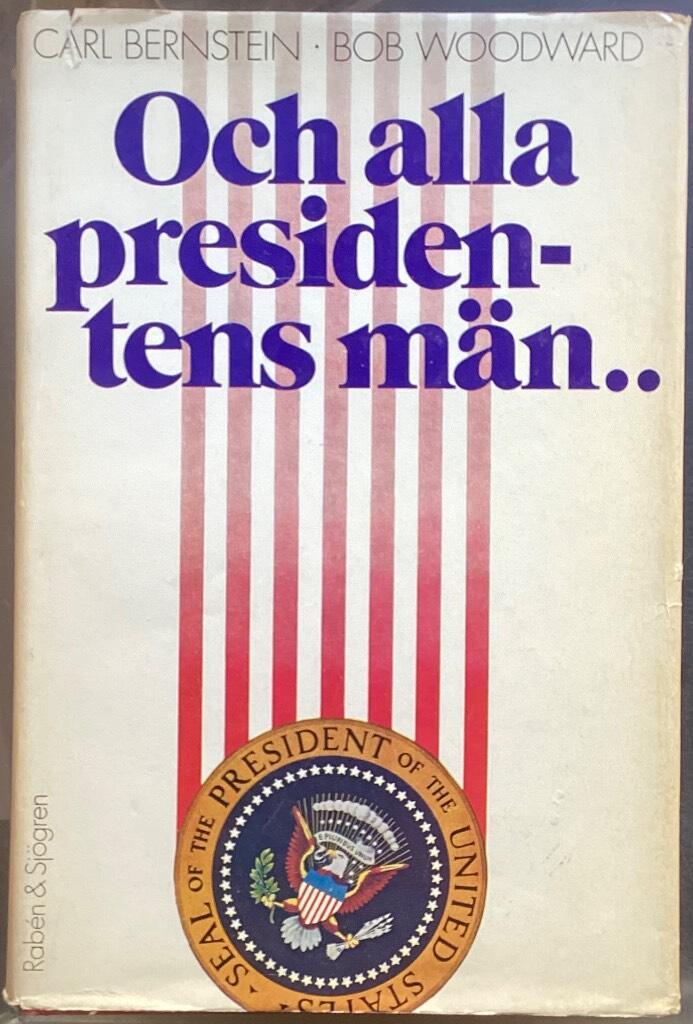 CARL BERNSTEIN · BOB WOODWARD
Och alla
presiden-
tens män..
SEAL OF THE PRESIDENT OF THE UNITED STATES
E PLURIBUS UNUM
Rabén & Sjögren